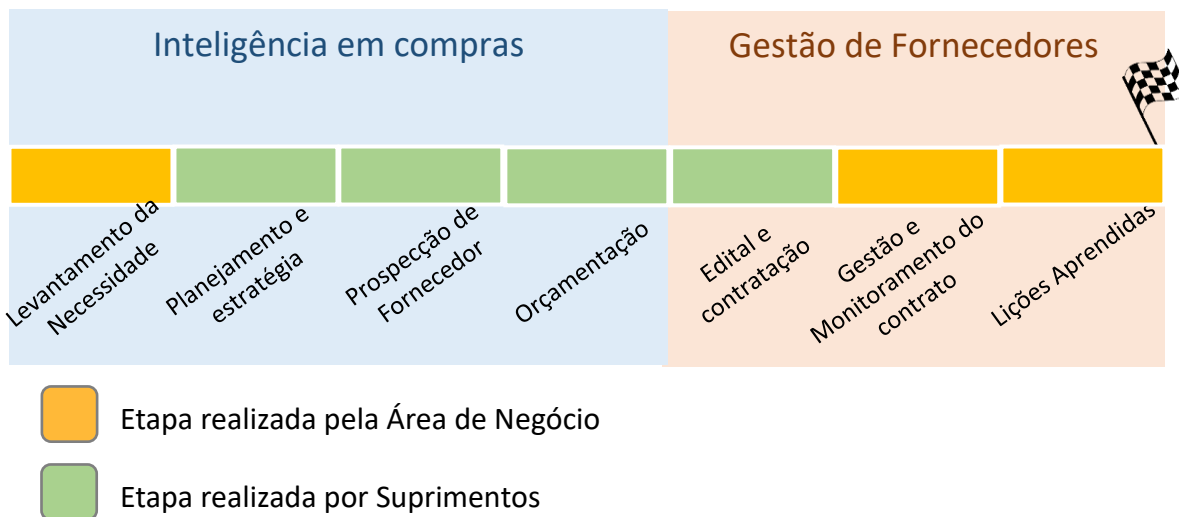 Inteligência em compras
Gestão de Fornecedores
Levantamento da
Necessidade
Planejamento e
estratégia
Prospecção de
Fornecedor
Orçamentação
Edital e
contratação
Gestão e
Monitoramento do
contrato
Lições Aprendidas
Etapa realizada pela Área de Negócio
Etapa realizada por Suprimentos